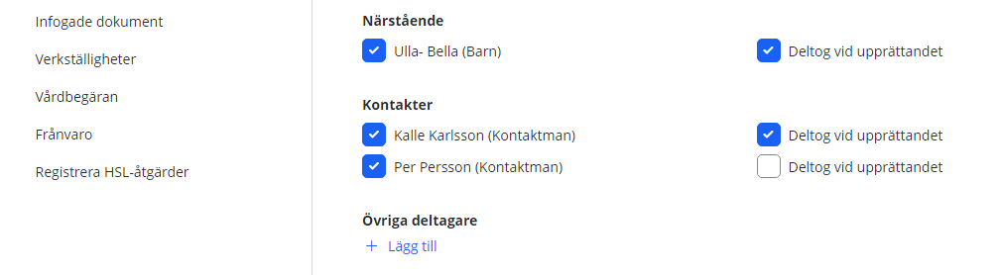 Infogade dokument
Verkställigheter
Vårdbegäran
Frånvaro
Registrera HSL-åtgärder
Närstående
Ulla- Bella (Barn) Deltog vid upprättandet
Kontakter
Kalle Karlsson (Kontaktman) Deltog vid upprättandet
Per Persson (Kontaktman) Deltog vid upprättandet
Övriga deltagare
+ Lägg till